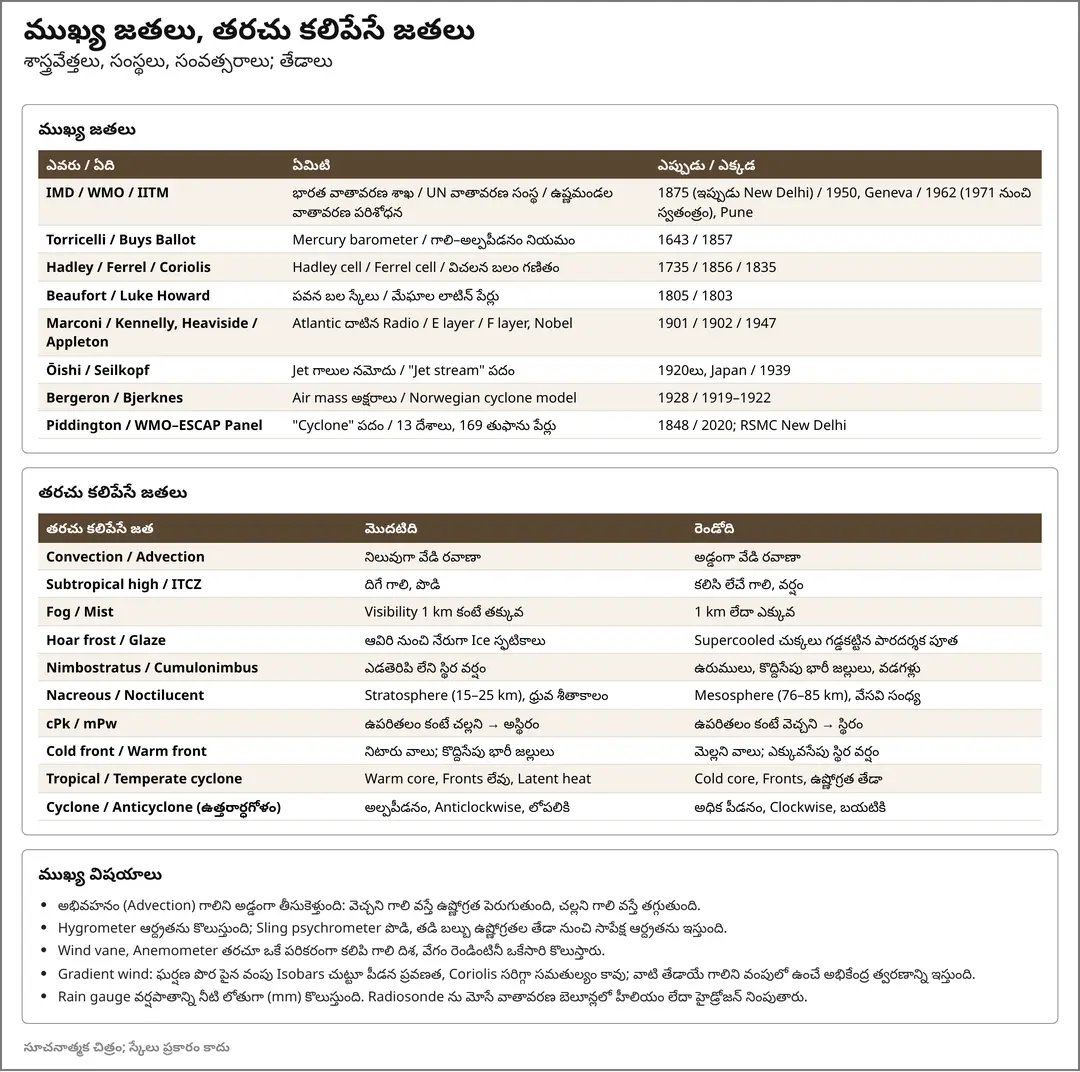 ముఖ్య జతలు, తరచు కలిపేసే జతలు
శాస్త్రవేత్తలు, సంస్థలు, సంవత్సరాలు; తేడాలు
ముఖ్య జతలు
ఎవరు / ఏది ఏమిటి ఎప్పుడు / ఎక్కడ
IMD / WMO / IITM భారత వాతావరణ శాఖ / UN వాతావరణ సంస్థ / ఉష్ణమండల 1875 (ఇప్పుడు New Delhi) / 1950, Geneva / 1962 (1971 నుంచి
వాతావరణ పరిశోధన స్వతంత్రం), Pune
Torricelli / Buys Ballot Mercury barometer / గాలి–అల్పపీడనం నియమం 1643 / 1857
Hadley / Ferrel / Coriolis Hadley cell / Ferrel cell / విచలన బలం గణితం 1735 / 1856 / 1835
Beaufort / Luke Howard పవన బల స్కేలు / మేఘాల లాటిన్ పేర్లు 1805 / 1803
Marconi / Kennelly, Heaviside / Atlantic దాటిన Radio / E layer / F layer, Nobel 1901 / 1902 / 1947
Appleton
Ōishi / Seilkopf Jet గాలుల నమోదు / "Jet stream" పదం 1920లు, Japan / 1939
Bergeron / Bjerknes Air mass అక్షరాలు / Norwegian cyclone model 1928 / 1919–1922
Piddington / WMO–ESCAP Panel "Cyclone" పదం / 13 దేశాలు, 169 తుఫాను పేర్లు 1848 / 2020; RSMC New Delhi
తరచు కలిపేసే జతలు
తరచు కలిపేసే జత మొదటిది రెండోది
Convection / Advection నిలువుగా వేడి రవాణా అడ్డంగా వేడి రవాణా
Subtropical high / ITCZ దిగే గాలి, పొడి కలిసి లేచే గాలి, వర్షం
Fog / Mist Visibility 1 km కంటే తక్కువ 1 km లేదా ఎక్కువ
Hoar frost / Glaze ఆవిరి నుంచి నేరుగా Ice స్ఫటికాలు Supercooled చుక్కలు గడ్డకట్టిన పారదర్శక పూత
Nimbostratus / Cumulonimbus ఎడతెరిపి లేని స్థిర వర్షం ఉరుములు, కొద్దిసేపు భారీ జల్లులు, వడగళ్లు
Nacreous / Noctilucent Stratosphere (15–25 km), ధ్రువ శీతాకాలం Mesosphere (76–85 km), వేసవి సంధ్య
cPk / mPw ఉపరితలం కంటే చల్లని → అస్థిరం ఉపరితలం కంటే వెచ్చని → స్థిరం
Cold front / Warm front నిటారు వాలు; కొద్దిసేపు భారీ జల్లులు మెల్లని వాలు; ఎక్కువసేపు స్థిర వర్షం
Tropical / Temperate cyclone Warm core, Fronts లేవు, Latent heat Cold core, Fronts, ఉష్ణోగ్రత తేడా
Cyclone / Anticyclone (ఉత్తరార్ధగోళం) అల్పపీడనం, Anticlockwise, లోపలికి అధిక పీడనం, Clockwise, బయటికి
ముఖ్య విషయాలు
• అభివహనం (Advection) గాలిని అడ్డంగా తీసుకెళ్తుంది: వెచ్చని గాలి వస్తే ఉష్ణోగ్రత పెరుగుతుంది, చల్లని గాలి వస్తే తగ్గుతుంది.
• Hygrometer ఆర్ద్రతను కొలుస్తుంది; Sling psychrometer పొడి, తడి బల్బు ఉష్ణోగ్రతల తేడా నుంచి సాపేక్ష ఆర్ద్రతను ఇస్తుంది.
• Wind vane, Anemometer తరచూ ఒకే పరికరంగా కలిపి గాలి దిశ, వేగం రెండింటినీ ఒకేసారి కొలుస్తారు.
• Gradient wind: ఘర్షణ పొర పైన వంపు Isobars చుట్టూ పీడన ప్రవణత, Coriolis సరిగ్గా సమతుల్యం కావు; వాటి తేడాయే గాలిని వంపులో ఉంచే అభికేంద్ర త్వరణాన్ని ఇస్తుంది.
• Rain gauge వర్షపాతాన్ని నీటి లోతుగా (mm) కొలుస్తుంది. Radiosonde ను మోసే వాతావరణ బెలూన్లలో హీలియం లేదా హైడ్రోజన్ నింపుతారు.
సూచనాత్మక చిత్రం; స్కేలు ప్రకారం కాదు